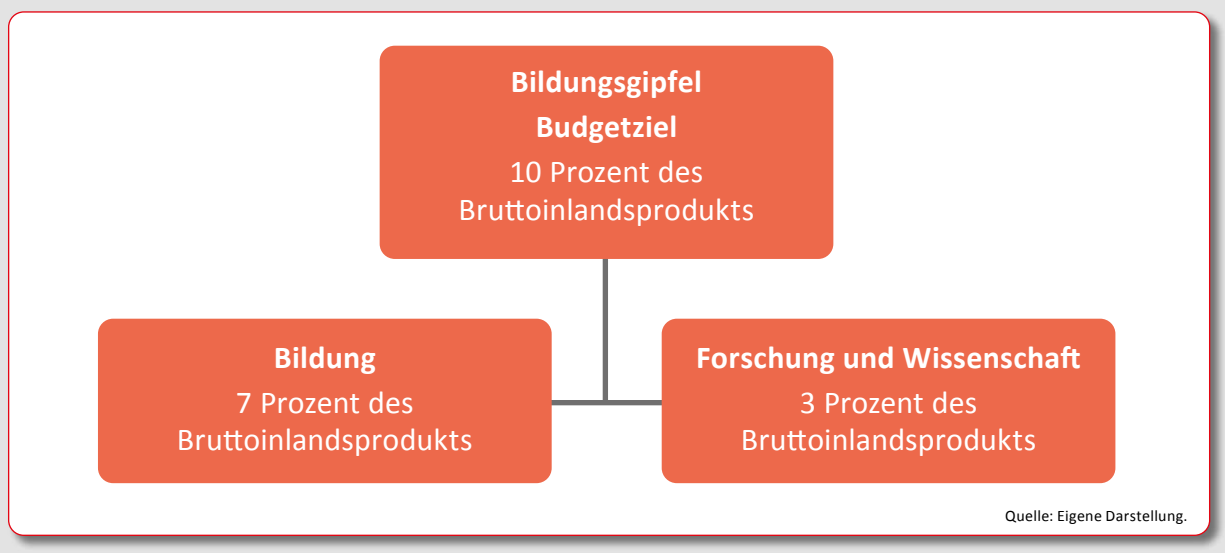 Bildungsgipfel
Budgetziel
10 Prozent des
Bruttoinlandsprodukts
Bildung
7 Prozent des
Bruttoinlandsprodukts
Forschung und Wissenschaft
3 Prozent des
Bruttoinlandsprodukts
Quelle: Eigene Darstellung.